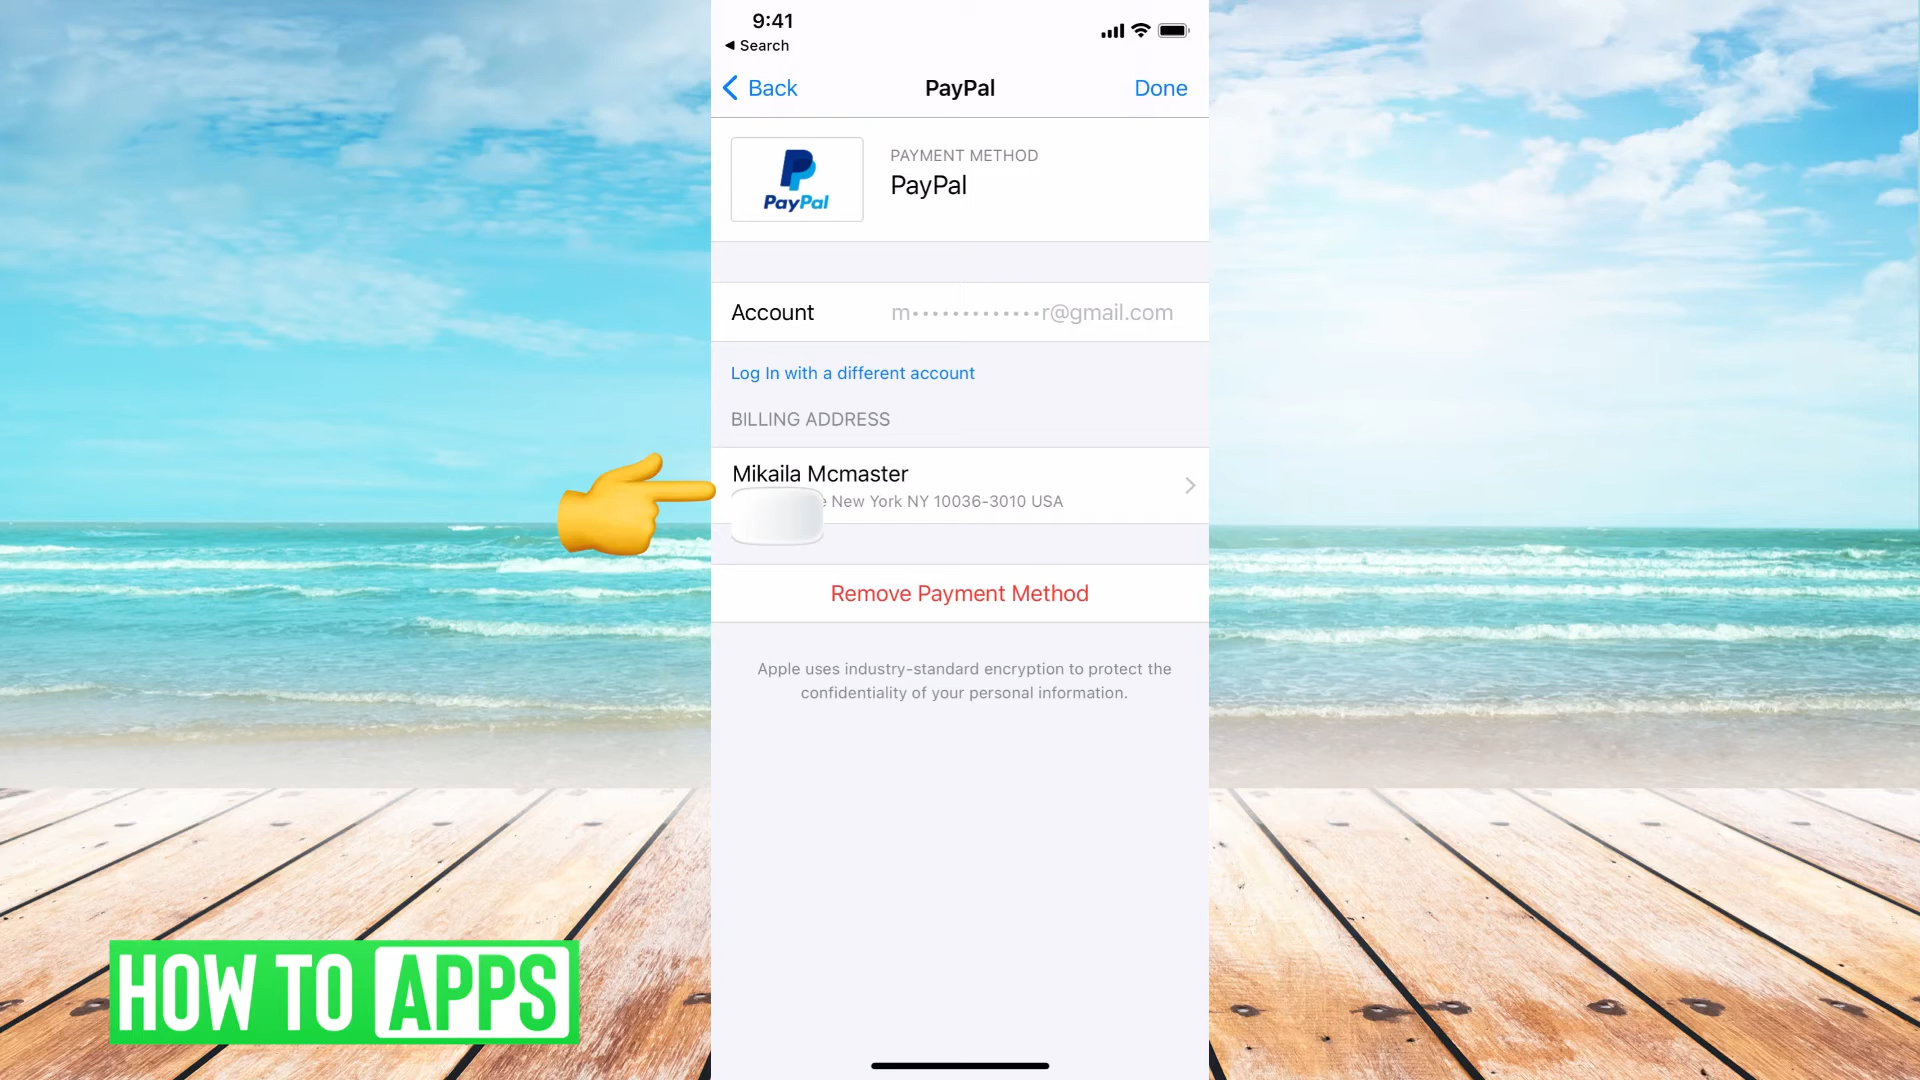 9:41
◀ Search
Back
PayPal
Done
PayPal
PAYMENT METHOD
PayPal
Account
m•••••••••••••r@gmail.com
Log In with a different account
BILLING ADDRESS
Mikaila Mcmaster
New York NY 10036-3010 USA
Remove Payment Method
Apple uses industry-standard encryption to protect the
confidentiality of your personal information.
HOW TO APPS